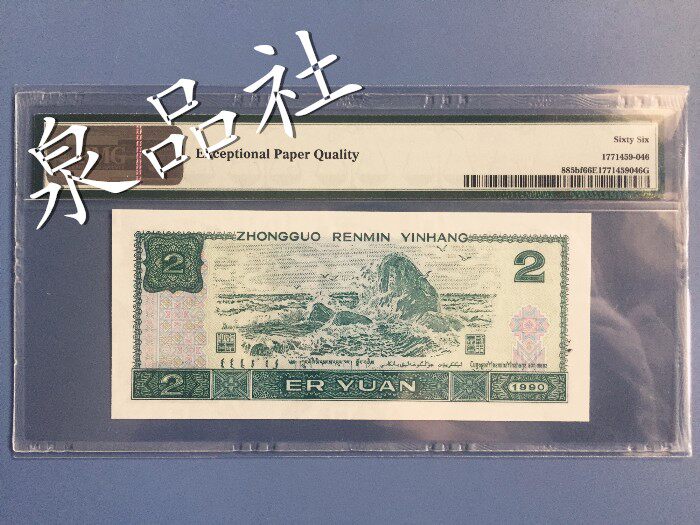 泉品社
Exceptional Paper Quality
Sixty Six
1771459-046
885bf66E1771459046G
ZHONGGUO RENMIN YINHANG
2
2
2
ER YUAN
1990